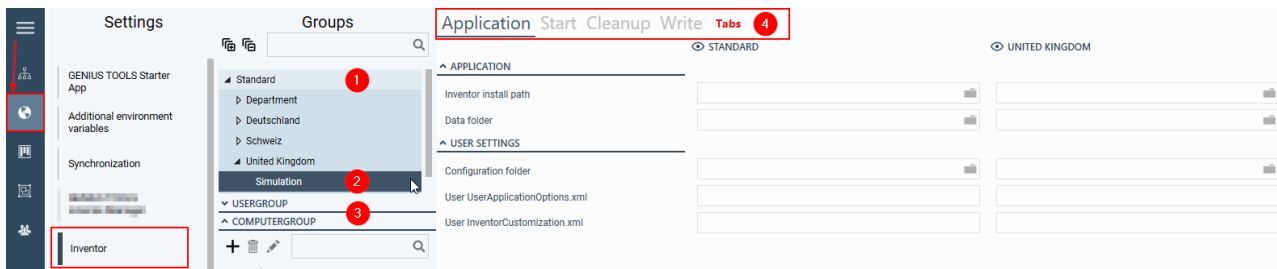 Settings
GENIUS TOOLS Starter
App
Additional environment
variables
Synchronization
Inventor
Groups
Standard
1
Department
Deutschland
Schweiz
United Kingdom
Simulation
2
USERGROUP
3
COMPUTERGROUP
Application Start Cleanup Write Tabs 4
STANDARD
UNITED KINGDOM
APPLICATION
Inventor install path
Data folder
USER SETTINGS
Configuration folder
User UserApplicationOptions.xml
User InventorCustomization.xml